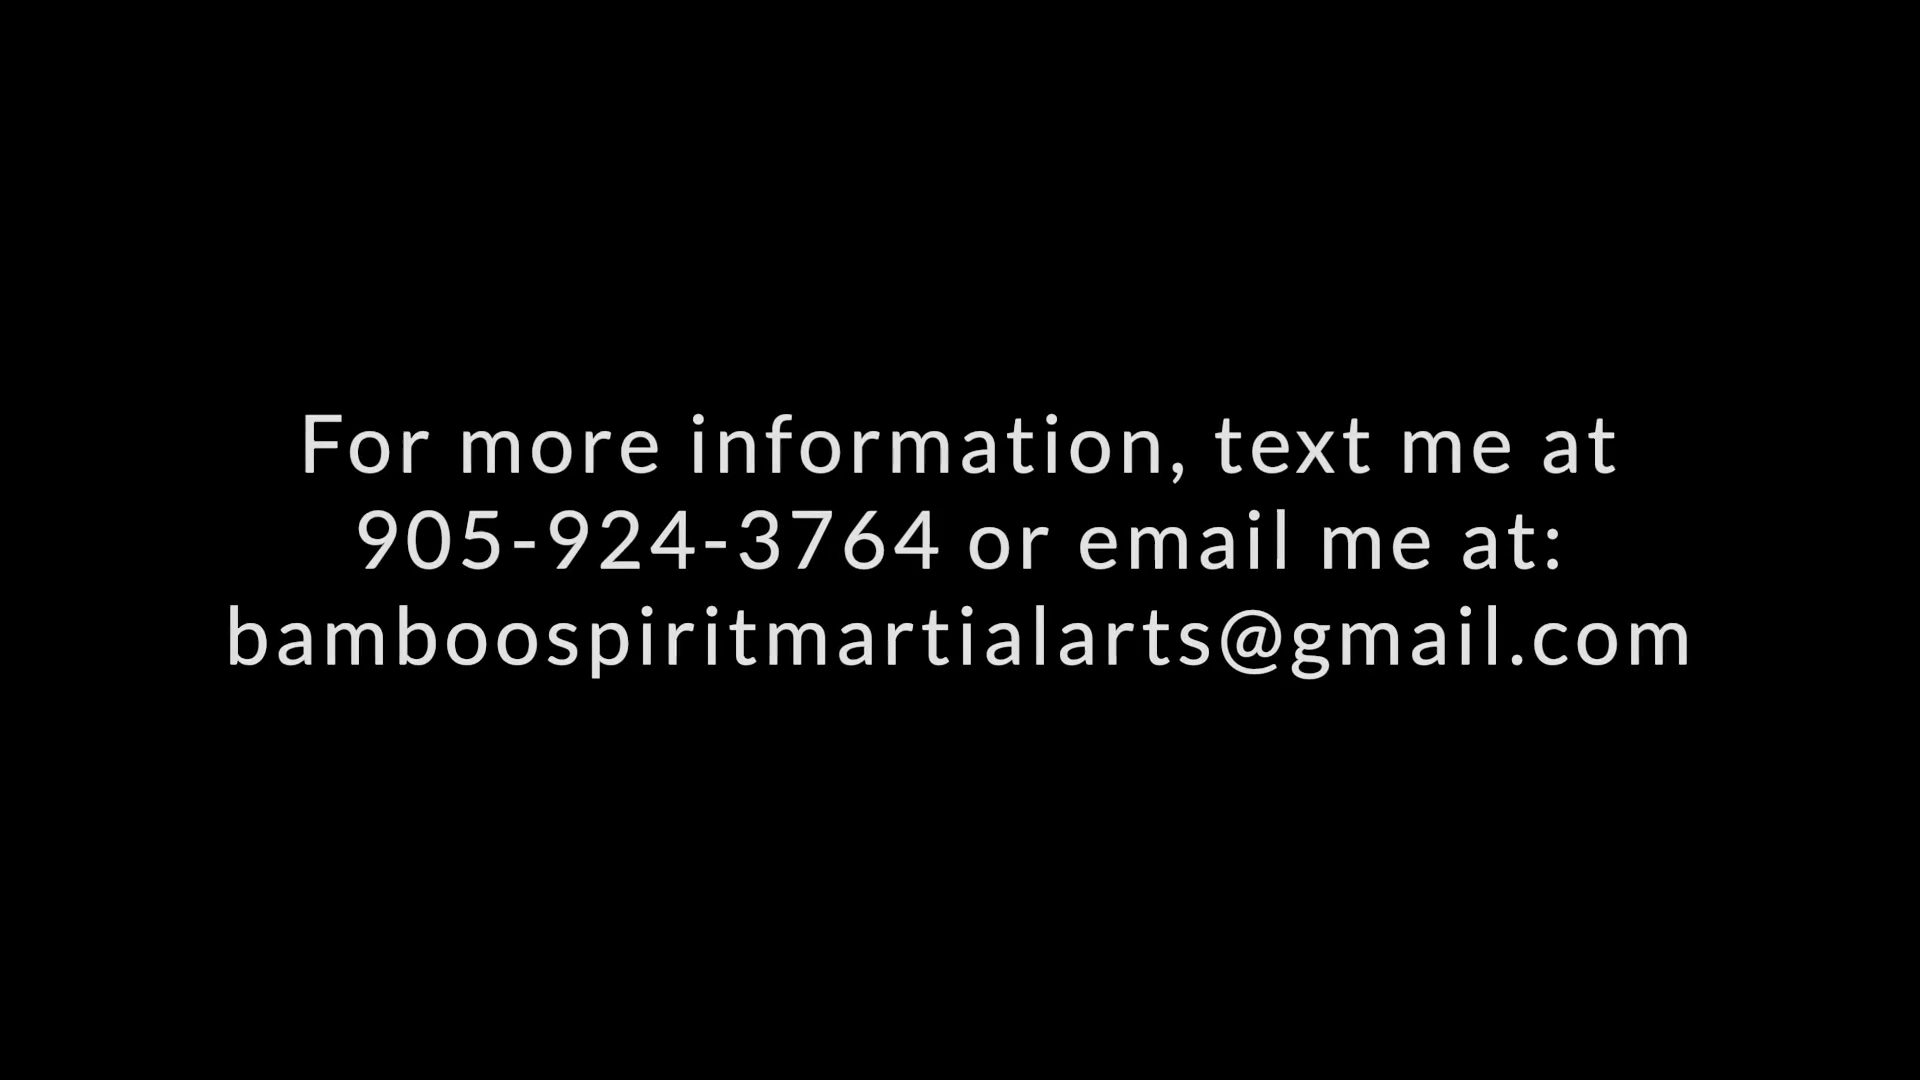 For more information, text me at
905-924-3764 or email me at:
bamboospiritmartialarts@gmail.com